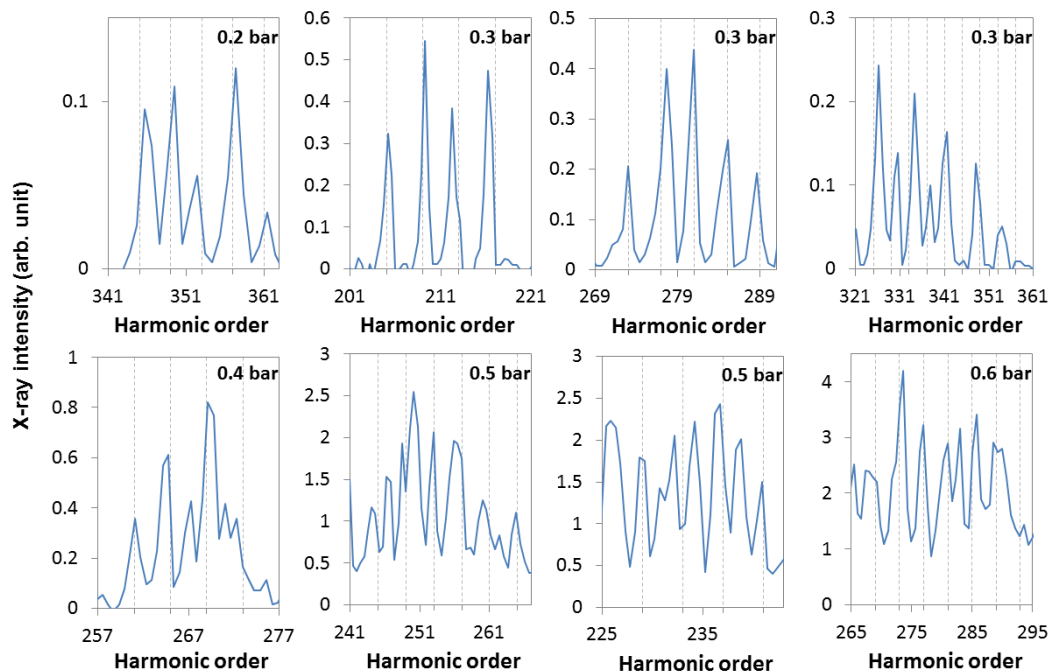 X-ray intensity (arb. unit)
0.2 bar
0.1
0
341 351 361
Harmonic order
0.3 bar
0.6
0.5
0.4
0.3
0.2
0.1
0
201 211 221
Harmonic order
0.3 bar
0.5
0.4
0.3
0.2
0.1
0
269 279 289
Harmonic order
0.3 bar
0.3
0.2
0.1
0
321 331 341 351 361
Harmonic order
0.4 bar
1
0.8
0.6
0.4
0.2
0
257 267 277
Harmonic order
0.5 bar
3
2.5
2
1.5
1
0.5
0
241 251 261
Harmonic order
0.5 bar
3
2.5
2
1.5
1
0.5
0
225 235
Harmonic order
0.6 bar
4
3
2
1
0
265 275 285 295
Harmonic order